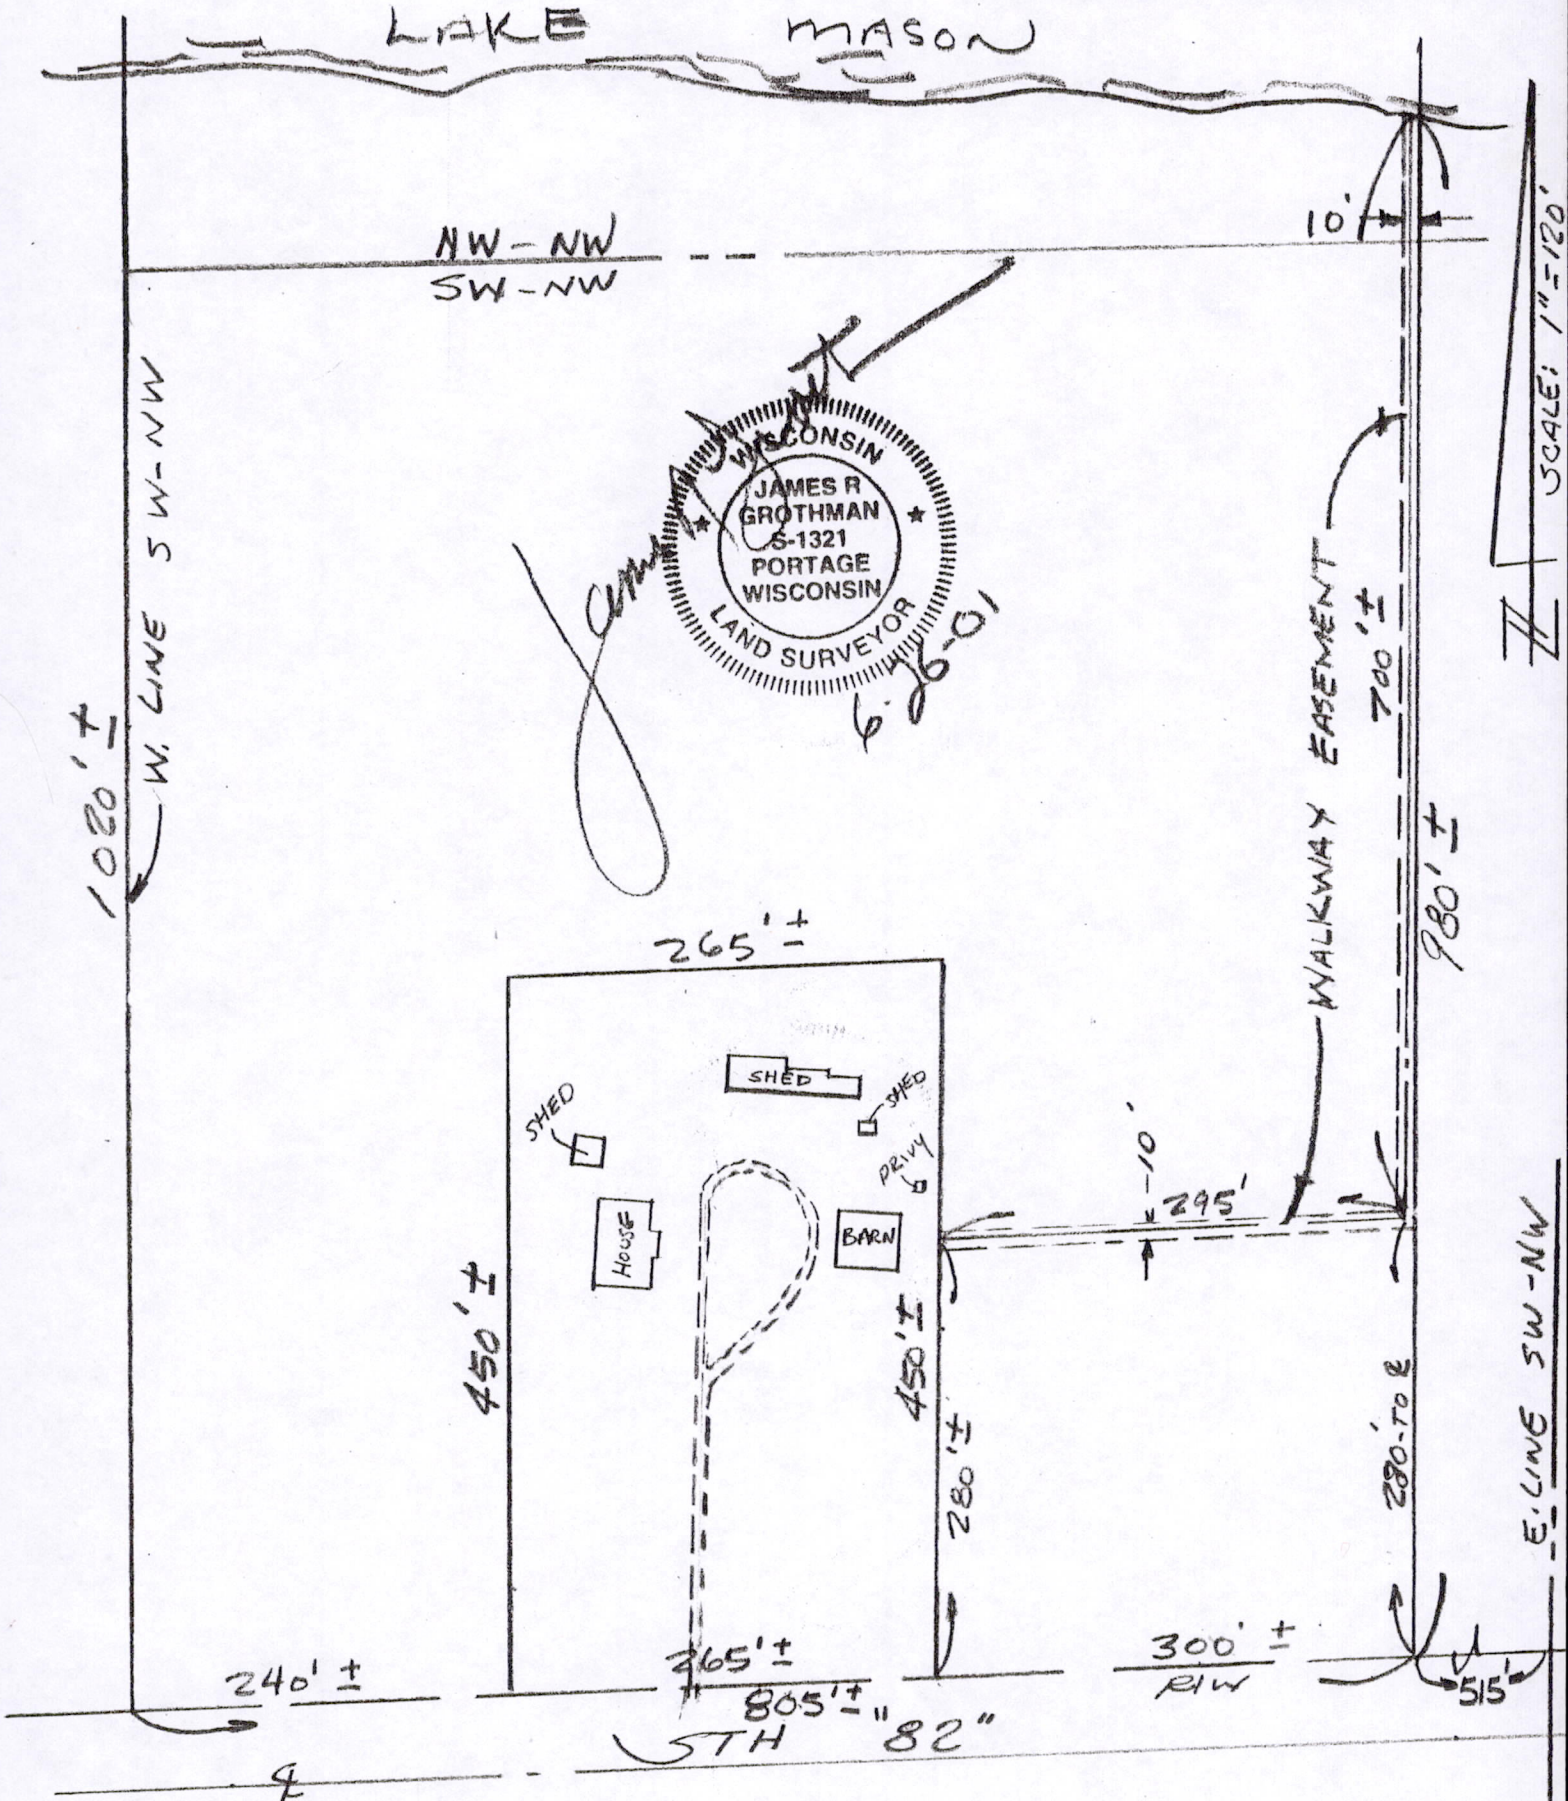 LAKE MASON
10'
NW-NW
SW-NW
SCALE: 1"=120'
W. LINE SW-NW
WISCONSIN
JAMES R
GROTHMAN
S-1321
PORTAGE
WISCONSIN
LAND SURVEYOR
6-26-01
WALKWAY EASEMENT
700'±
1020'±
980'±
265'±
SHED
SHED
SHED
PRIVY
10'
295'
HOUSE
BARN
450'±
450'±
280'±
280'-TO ℄
E. LINE SW-NW
240'±
265'±
300'±
R/W
515'
805'±
STH "82"
℄